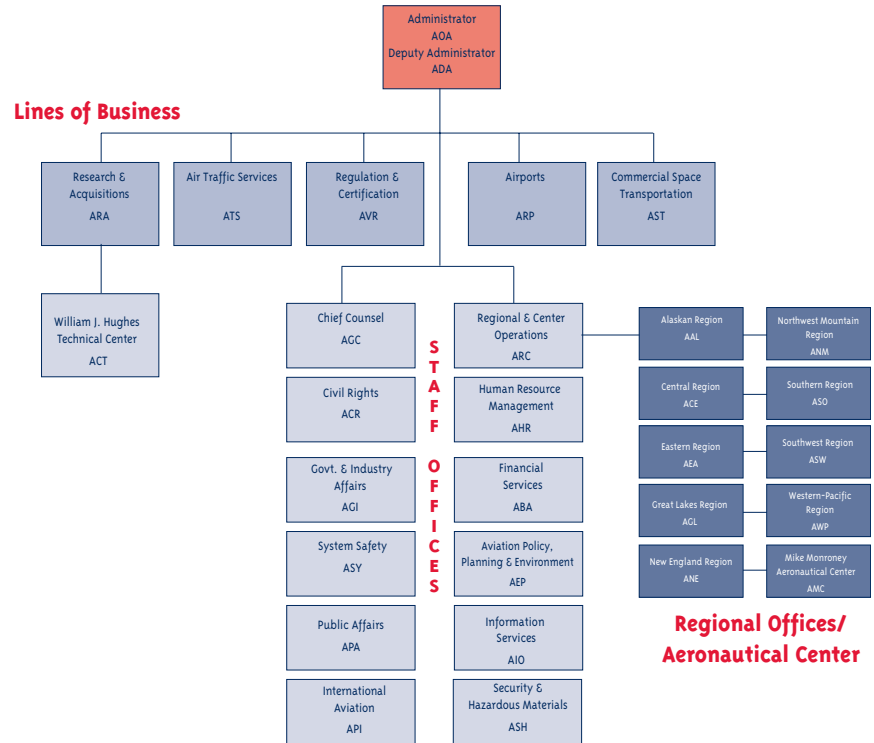 Administrator
AOA
Deputy Administrator
ADA
Lines of Business
Research &
Acquisitions
ARA
Air Traffic Services
ATS
Regulation &
Certification
AVR
Airports
ARP
Commercial Space
Transportation
AST
William J. Hughes
Technical Center
ACT
STAFF OFFICES
Chief Counsel
AGC
Civil Rights
ACR
Govt. & Industry
Affairs
AGI
System Safety
ASY
Public Affairs
APA
International
Aviation
API
Regional & Center
Operations
ARC
Human Resource
Management
AHR
Financial
Services
ABA
Aviation Policy,
Planning & Environment
AEP
Information
Services
AIO
Security &
Hazardous Materials
ASH
Alaskan Region
AAL
Northwest Mountain
Region
ANM
Central Region
ACE
Southern Region
ASO
Eastern Region
AEA
Southwest Region
ASW
Great Lakes Region
AGL
Western-Pacific
Region
AWP
New England Region
ANE
Mike Monroney
Aeronautical Center
AMC
Regional Offices/
Aeronautical Center